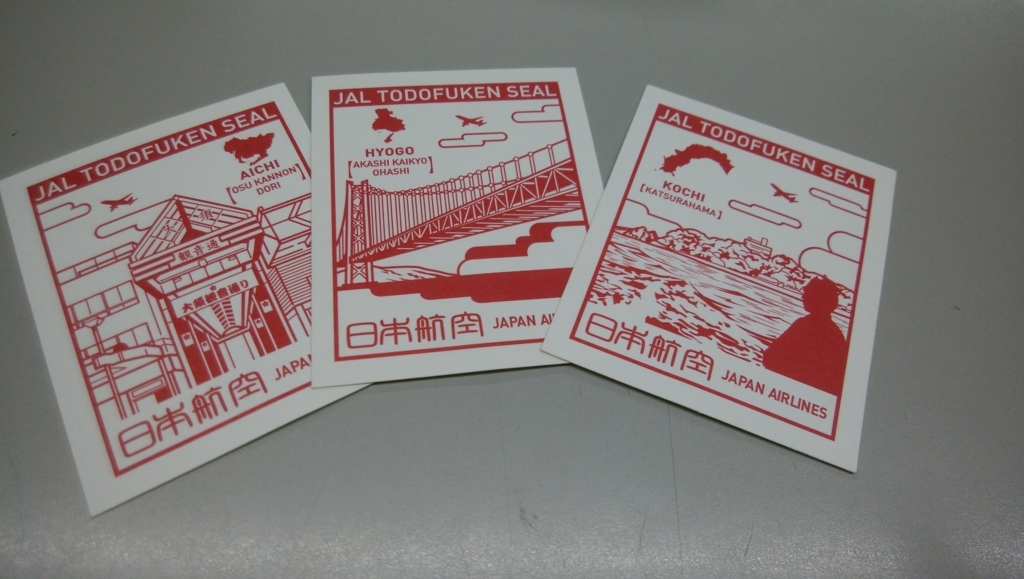 JAL TODOFUKEN SEAL
AICHI
[OSU KANNON
DORI]
観音通
大須観音通り
日本航空
JAPAN
JAL TODOFUKEN SEAL
HYOGO
[AKASHI KAIKYO
OHASHI]
日本航空 JAPAN AI
JAL TODOFUKEN SEAL
KOCHI
[KATSURAHAMA]
日本航空 JAPAN AIRLINES